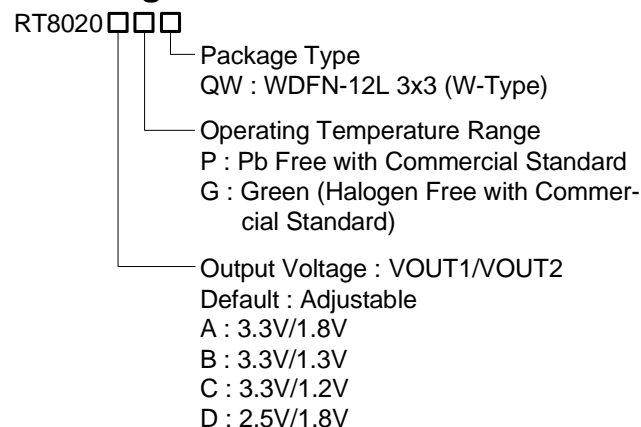 RT8020
Package Type
QW : WDFN-12L 3x3 (W-Type)
Operating Temperature Range
P : Pb Free with Commercial Standard
G : Green (Halogen Free with Commer-
cial Standard)
Output Voltage : VOUT1/VOUT2
Default : Adjustable
A : 3.3V/1.8V
B : 3.3V/1.3V
C : 3.3V/1.2V
D : 2.5V/1.8V